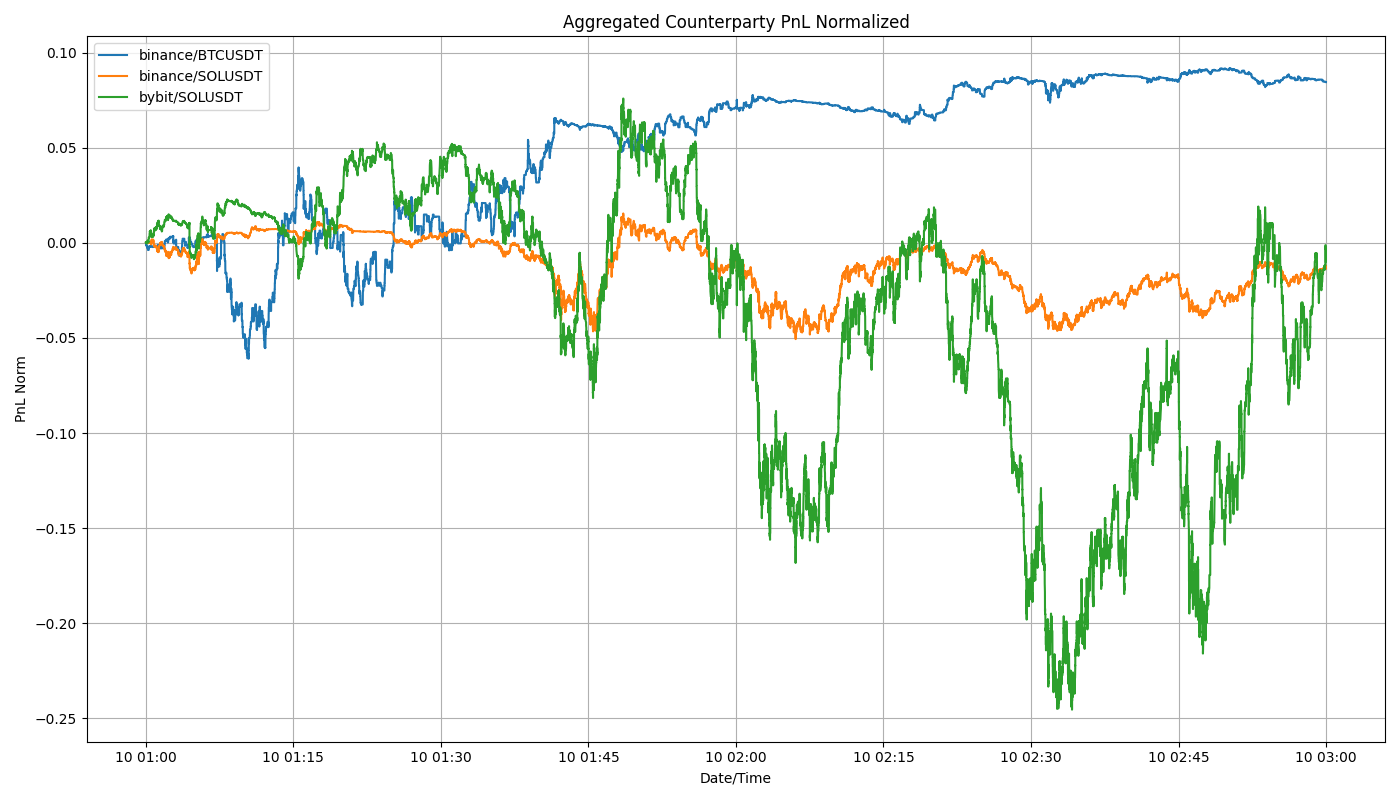 Aggregated Counterparty PnL Normalized
binance/BTCUSDT
binance/SOLUSDT
bybit/SOLUSDT
0.10
0.05
0.00
−0.05
−0.10
−0.15
−0.20
−0.25
PnL Norm
10 01:00 10 01:15 10 01:30 10 01:45 10 02:00 10 02:15 10 02:30 10 02:45 10 03:00
Date/Time